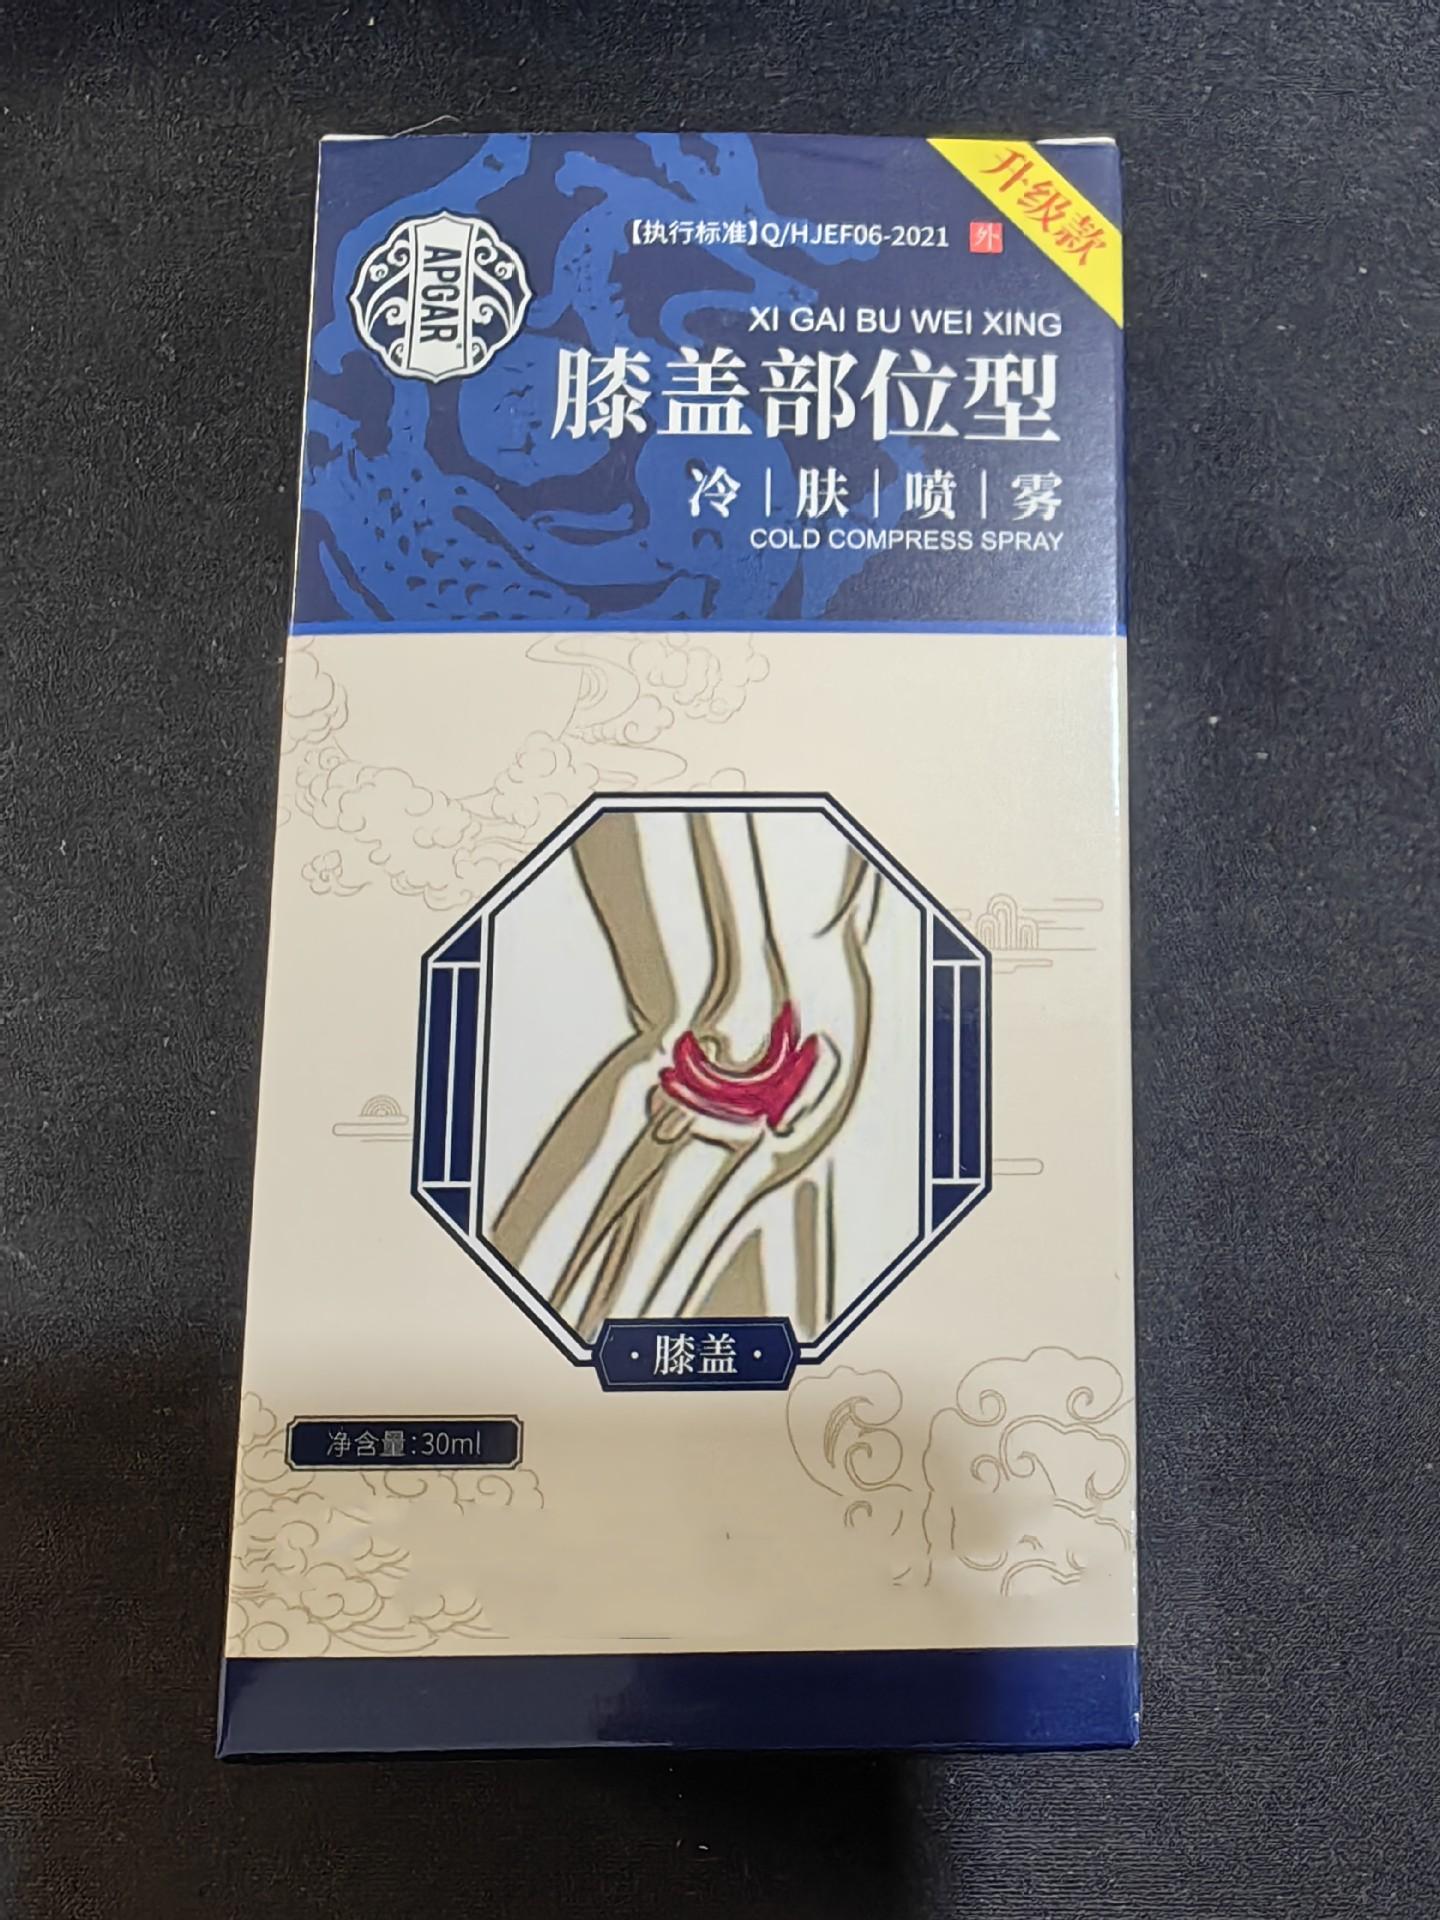 升级款
【执行标准】Q/HJEF06-2021 外
APGAR
XI GAI BU WEI XING
膝盖部位型
冷|肤|喷|雾
COLD COMPRESS SPRAY
·膝盖·
净含量:30ml